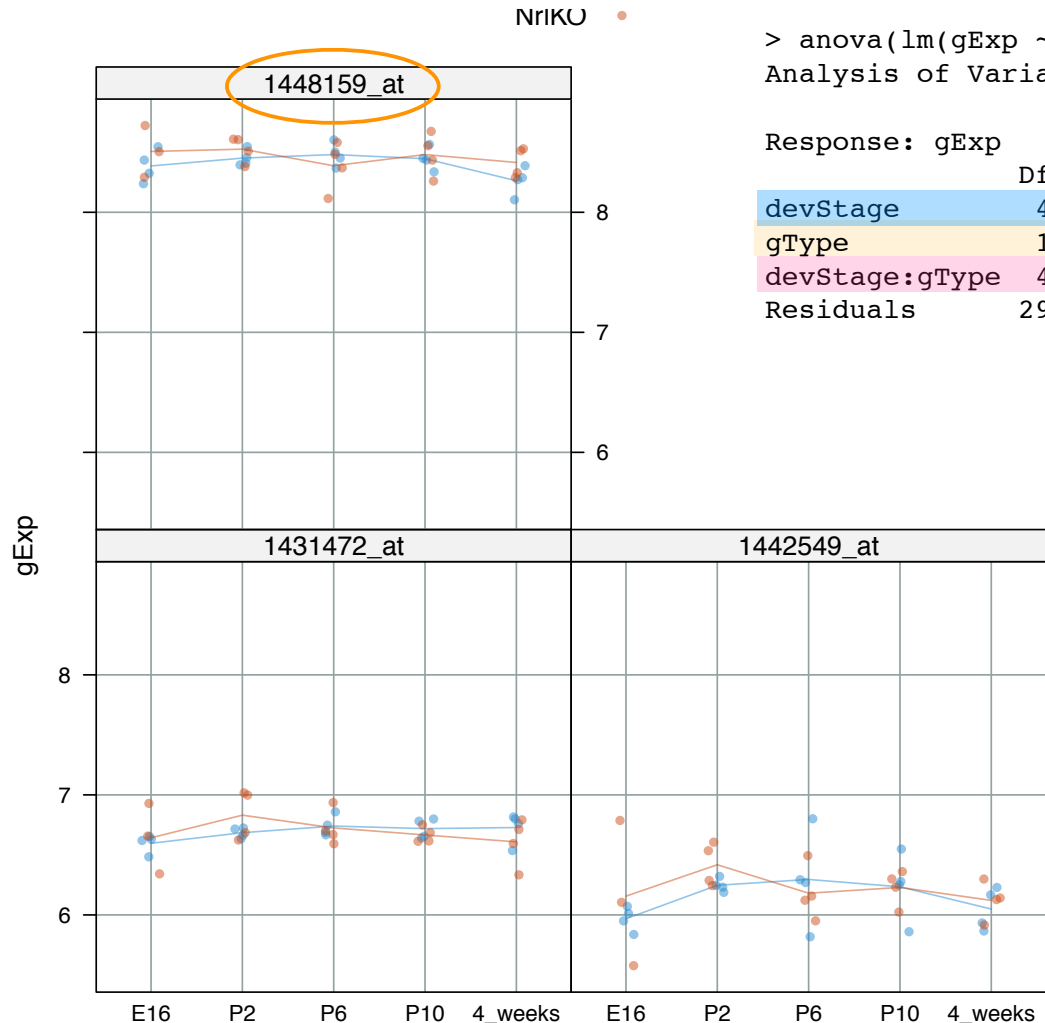 NrlKO
> anova(lm(gExp ~
Analysis of Varia
Response: gExp
Df
devStage 4
gType 1
devStage:gType 4
Residuals 29
1448159_at
8
7
6
gExp
1431472_at
1442549_at
8
7
6
E16 P2 P6 P10 4_weeks
E16 P2 P6 P10 4_weeks